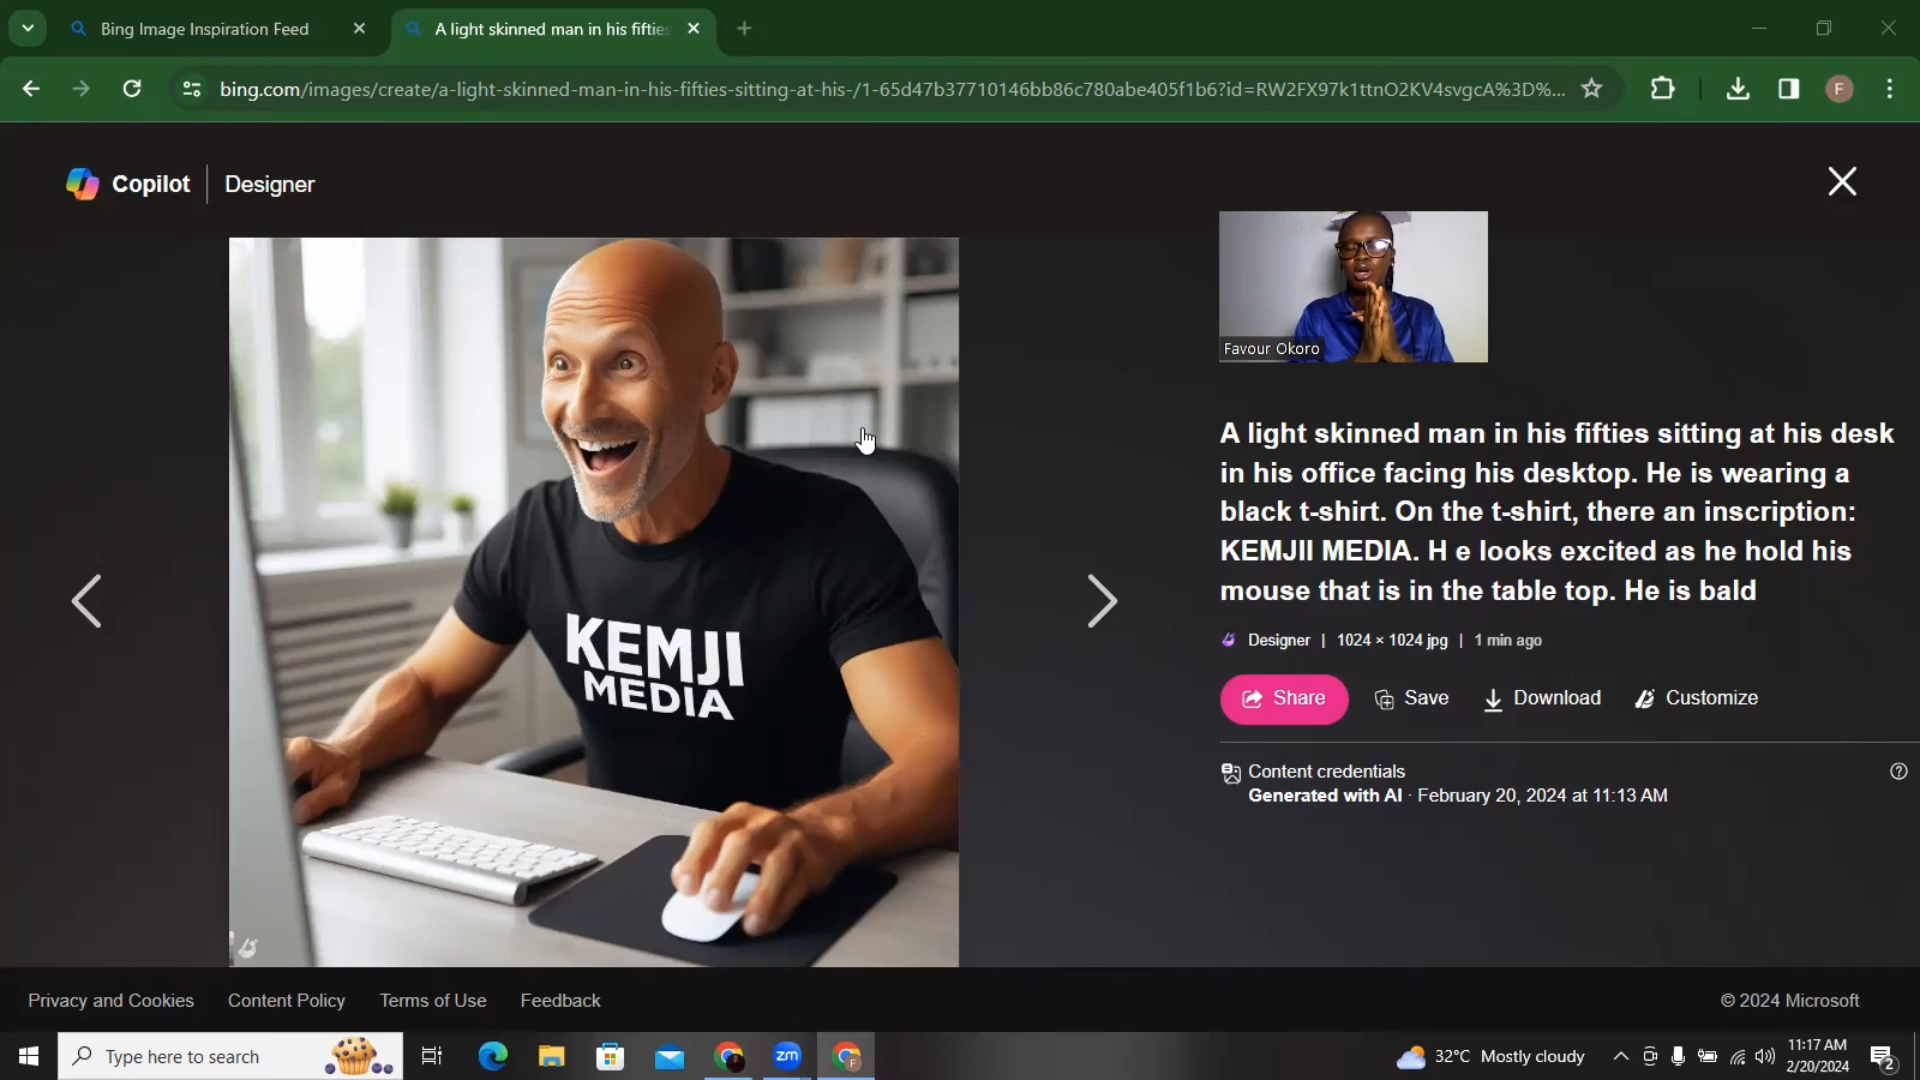 Bing Image Inspiration Feed
A light skinned man in his fiftie
bing.com/images/create/a-light-skinned-man-in-his-fifties-sitting-at-his-/1-65d47b37710146bb86c780abe405f1b6?id=RW2FX97k1ttnO2KV4svgcA%3D%...
F
Copilot | Designer
Favour Okoro
A light skinned man in his fifties sitting at his desk
in his office facing his desktop. He is wearing a
black t-shirt. On the t-shirt, there an inscription:
KEMJII MEDIA. H e looks excited as he hold his
mouse that is in the table top. He is bald
KEMJI
MEDIA
Designer | 1024 × 1024 jpg | 1 min ago
Share Save Download Customize
Content credentials
Generated with AI · February 20, 2024 at 11:13 AM
Privacy and Cookies Content Policy Terms of Use Feedback © 2024 Microsoft
Type here to search
zm
F
32°C Mostly cloudy
11:17 AM
2/20/2024
2